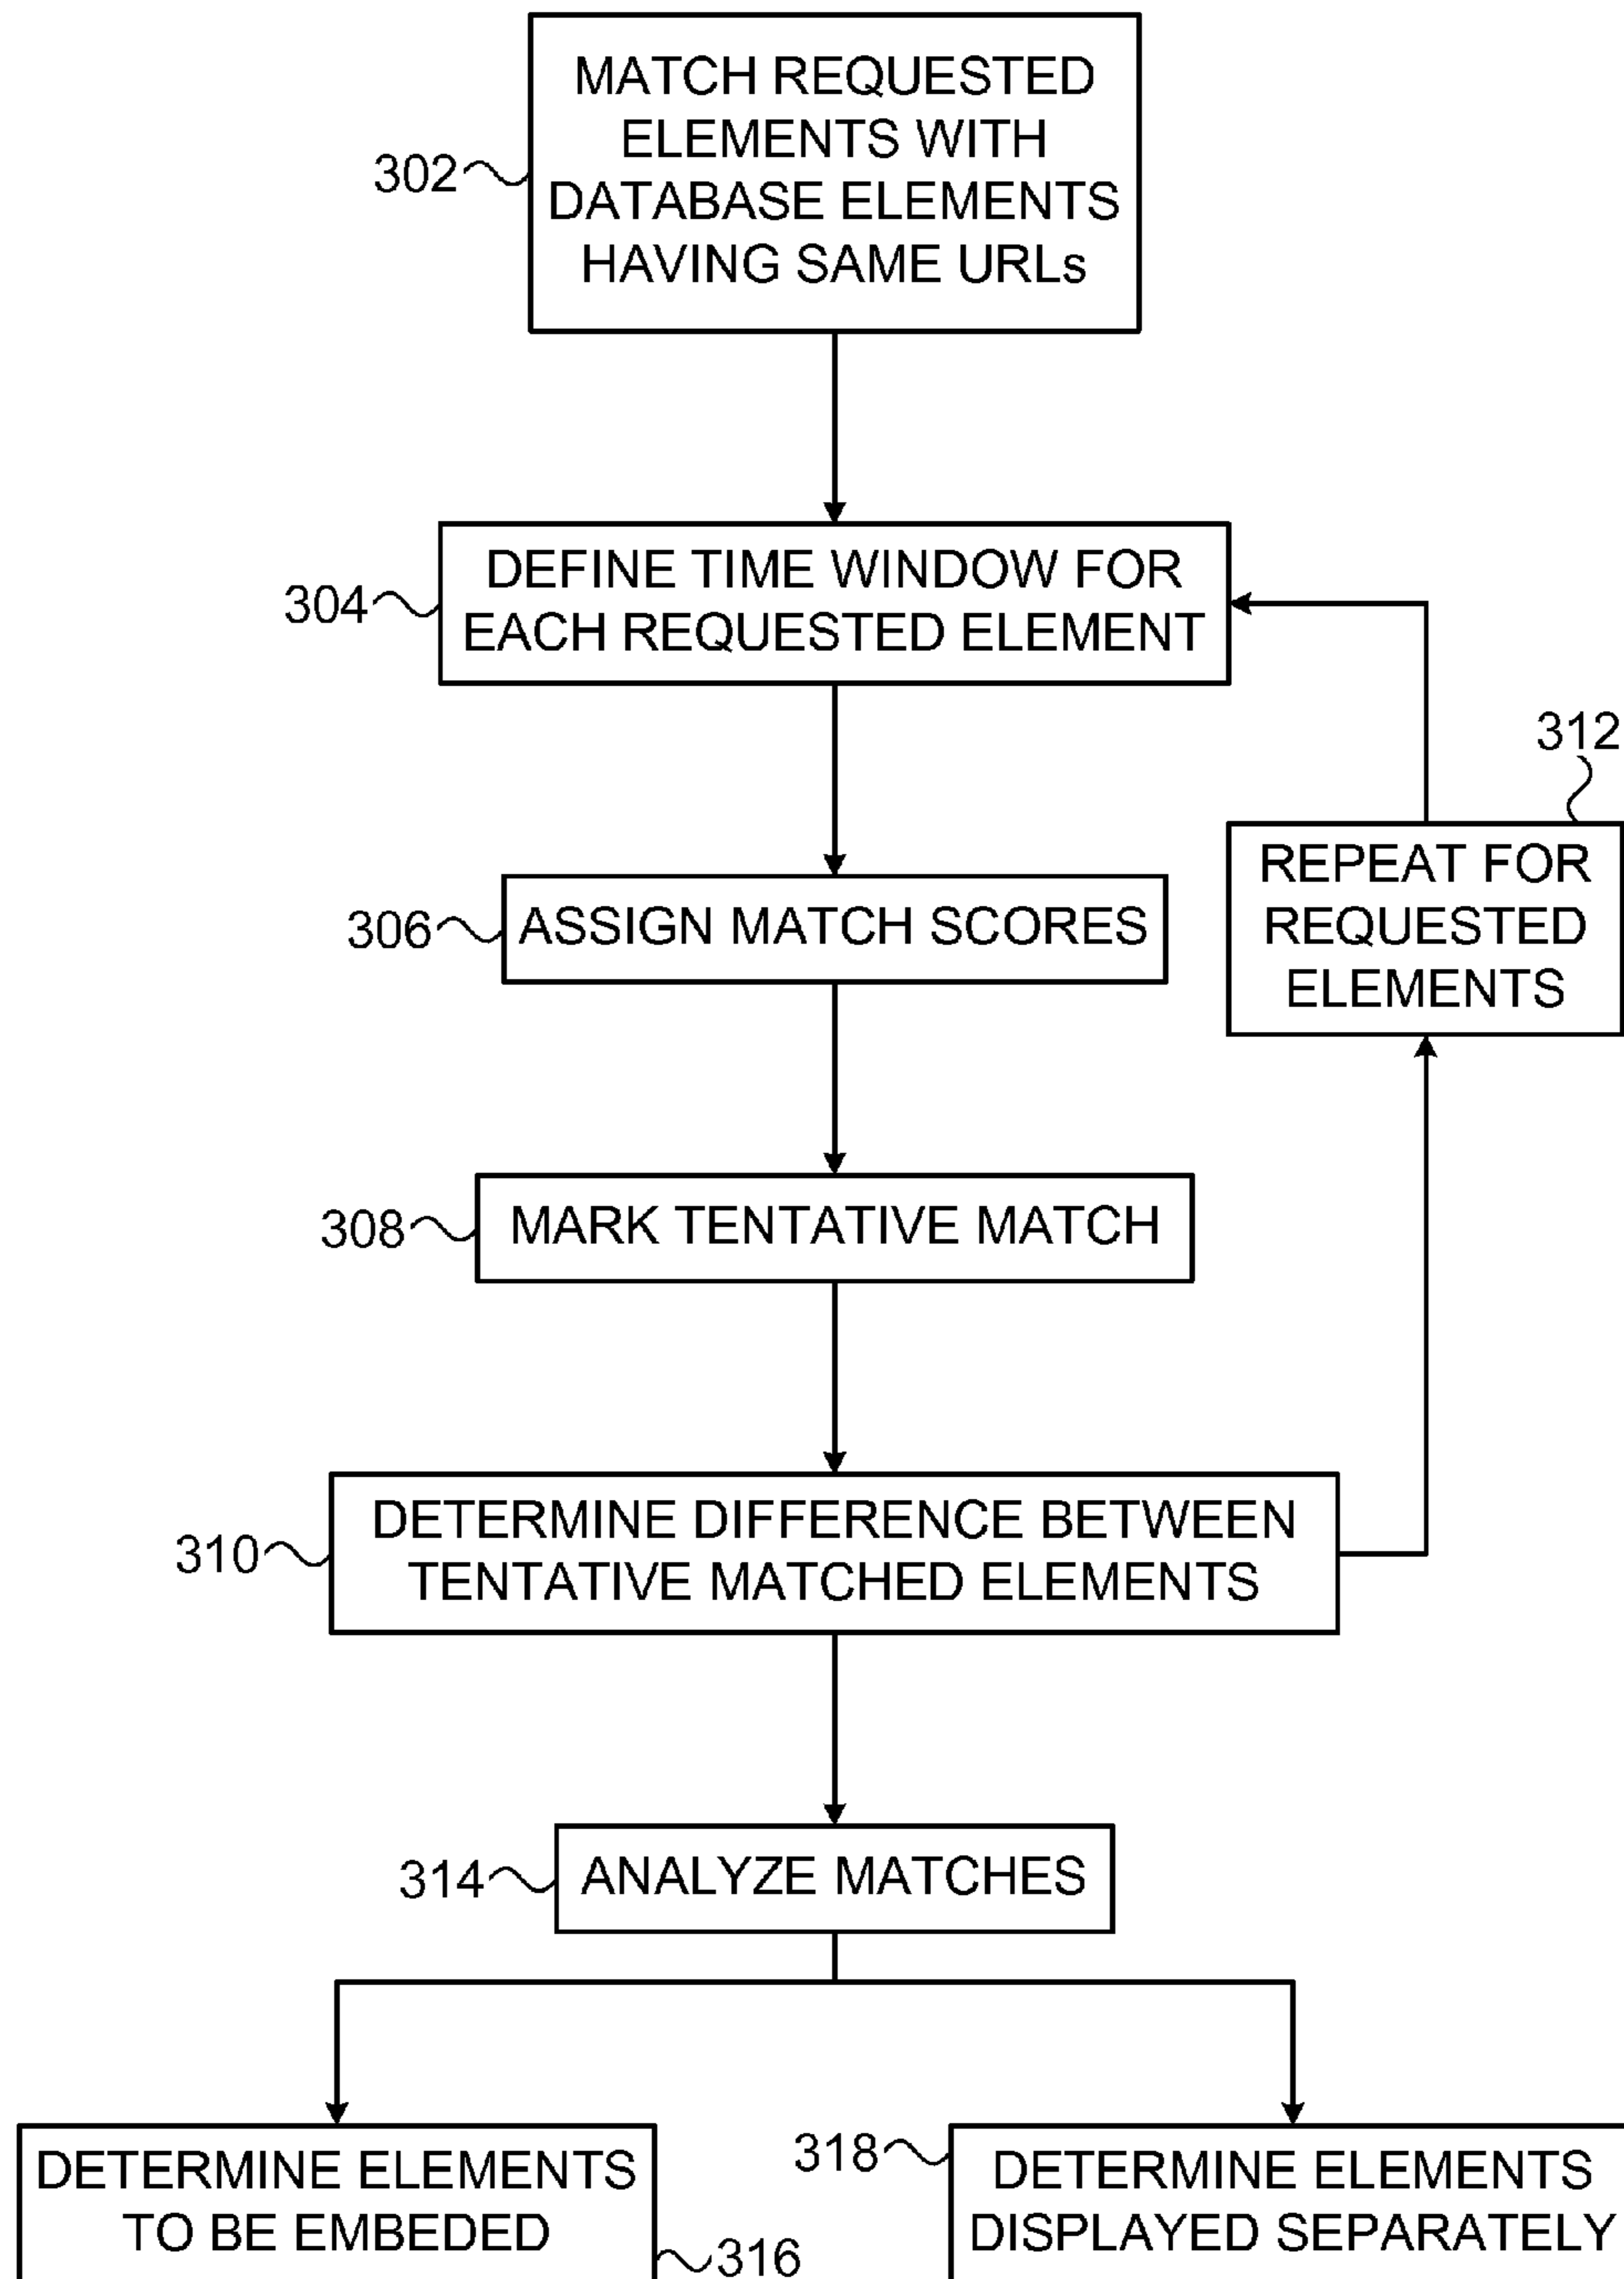 MATCH REQUESTED
ELEMENTS WITH
DATABASE ELEMENTS
HAVING SAME URLs
302
DEFINE TIME WINDOW FOR
EACH REQUESTED ELEMENT
304
312
REPEAT FOR
REQUESTED
ELEMENTS
306
ASSIGN MATCH SCORES
308
MARK TENTATIVE MATCH
310
DETERMINE DIFFERENCE BETWEEN
TENTATIVE MATCHED ELEMENTS
314
ANALYZE MATCHES
DETERMINE ELEMENTS
TO BE EMBEDED
316
318
DETERMINE ELEMENTS
DISPLAYED SEPARATELY